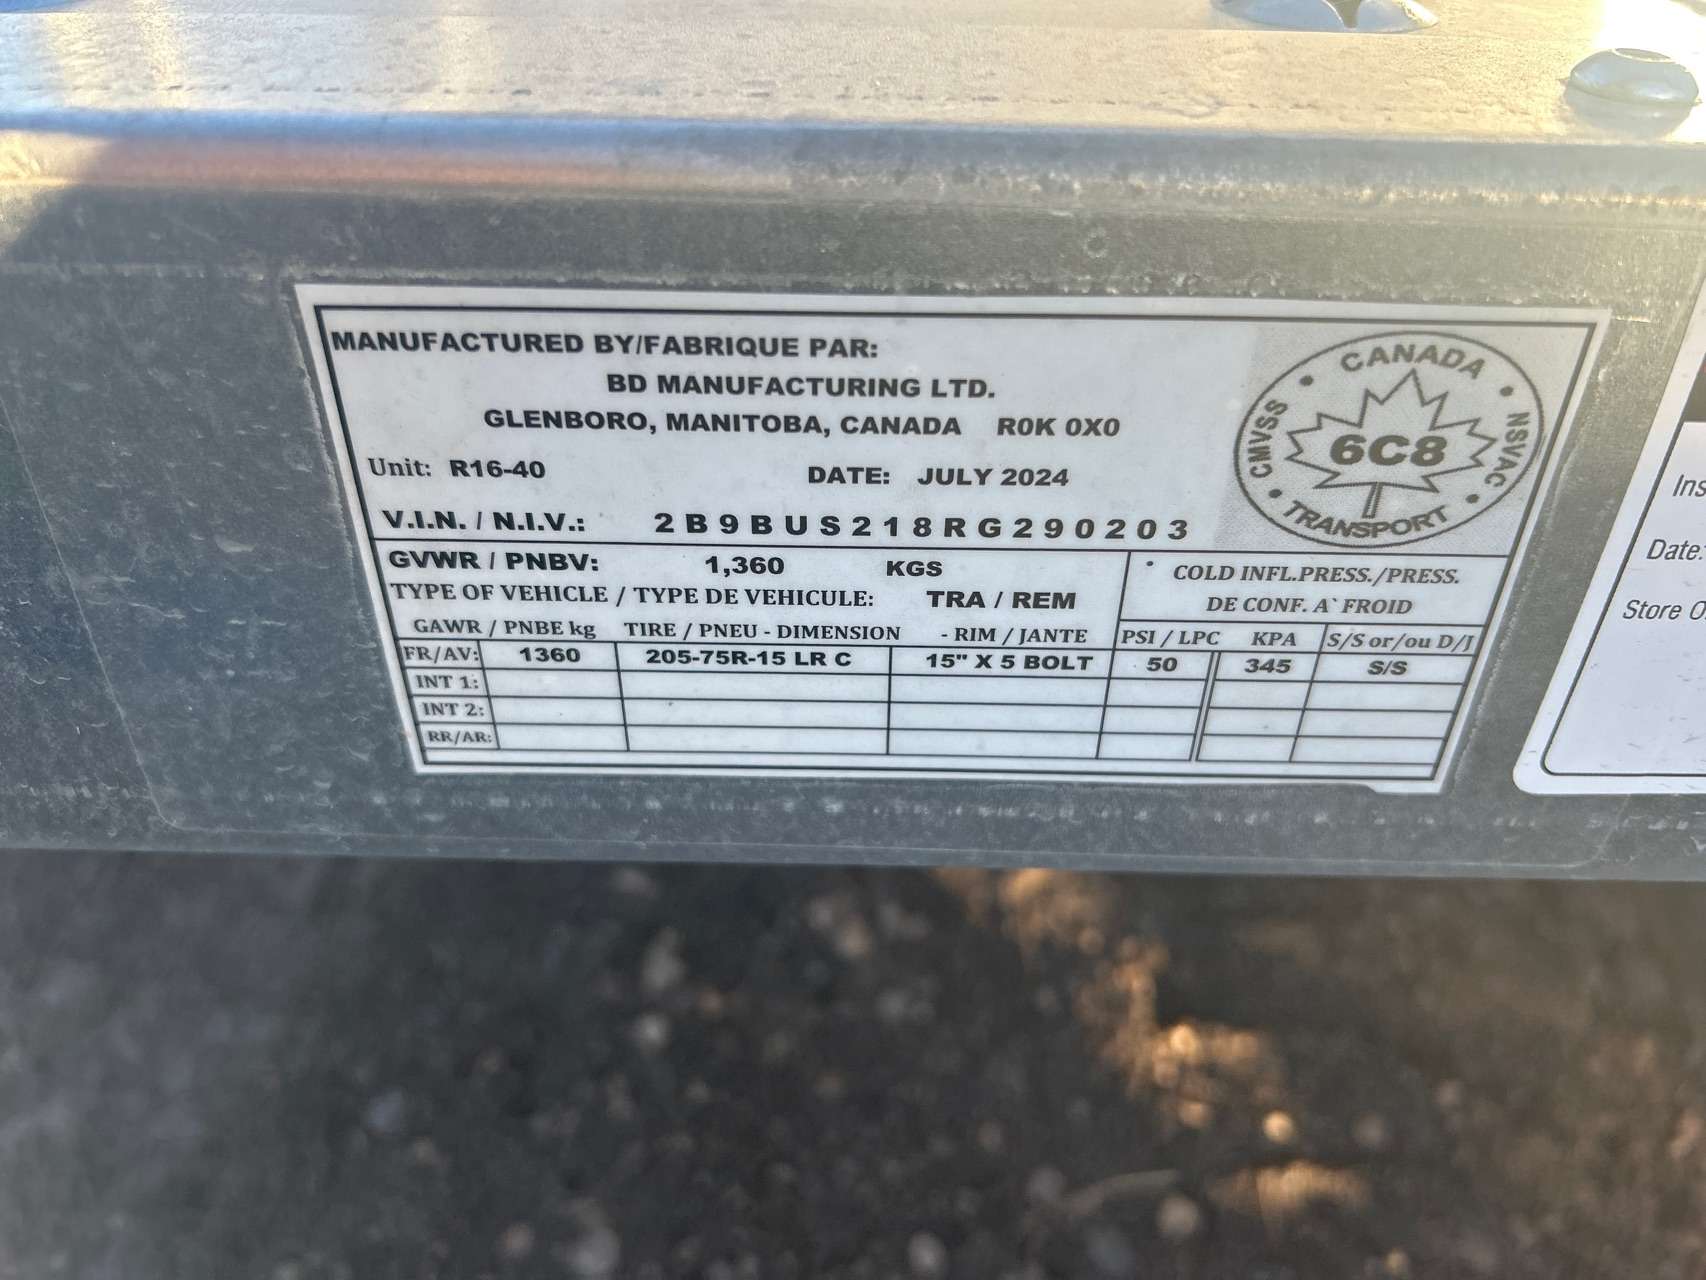 MANUFACTURED BY/FABRIQUE PAR:
BD MANUFACTURING LTD.
GLENBORO, MANITOBA, CANADA R0K 0X0
Unit: R16-40 DATE: JULY 2024
V.I.N. / N.I.V.: 2B9BUS218RG290203
CANADA
CMVSS 6C8 NSVAC
TRANSPORT
GVWR / PNBV: 1,360 KGS
TYPE OF VEHICLE / TYPE DE VEHICULE: TRA / REM
COLD INFL.PRESS./PRESS.
DE CONF. A` FROID
GAWR / PNBE kg TIRE / PNEU - DIMENSION - RIM / JANTE PSI / LPC KPA S/S or/ou D/J
FR/AV: 1360 205-75R-15 LR C 15" X 5 BOLT 50 345 S/S
INT 1:
INT 2:
RR/AR:
Date:
Store